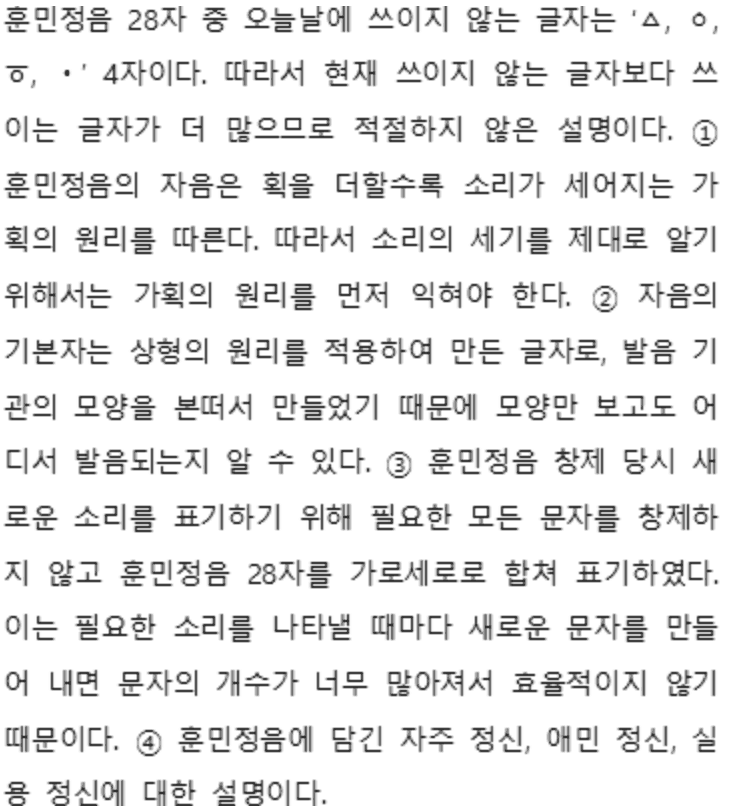 훈민정음 28자 중 오늘날에 쓰이지 않는 글자는 ‘ㅿ, ㆁ,
ㆆ, •’ 4자이다. 따라서 현재 쓰이지 않는 글자보다 쓰
이는 글자가 더 많으므로 적절하지 않은 설명이다. ①
훈민정음의 자음은 획을 더할수록 소리가 세어지는 가
획의 원리를 따른다. 따라서 소리의 세기를 제대로 알기
위해서는 가획의 원리를 먼저 익혀야 한다. ② 자음의
기본자는 상형의 원리를 적용하여 만든 글자로, 발음 기
관의 모양을 본떠서 만들었기 때문에 모양만 보고도 어
디서 발음되는지 알 수 있다. ③ 훈민정음 창제 당시 새
로운 소리를 표기하기 위해 필요한 모든 문자를 창제하
지 않고 훈민정음 28자를 가로세로로 합쳐 표기하였다.
이는 필요한 소리를 나타낼 때마다 새로운 문자를 만들
어 내면 문자의 개수가 너무 많아져서 효율적이지 않기
때문이다. ④ 훈민정음에 담긴 자주 정신, 애민 정신, 실
용 정신에 대한 설명이다.